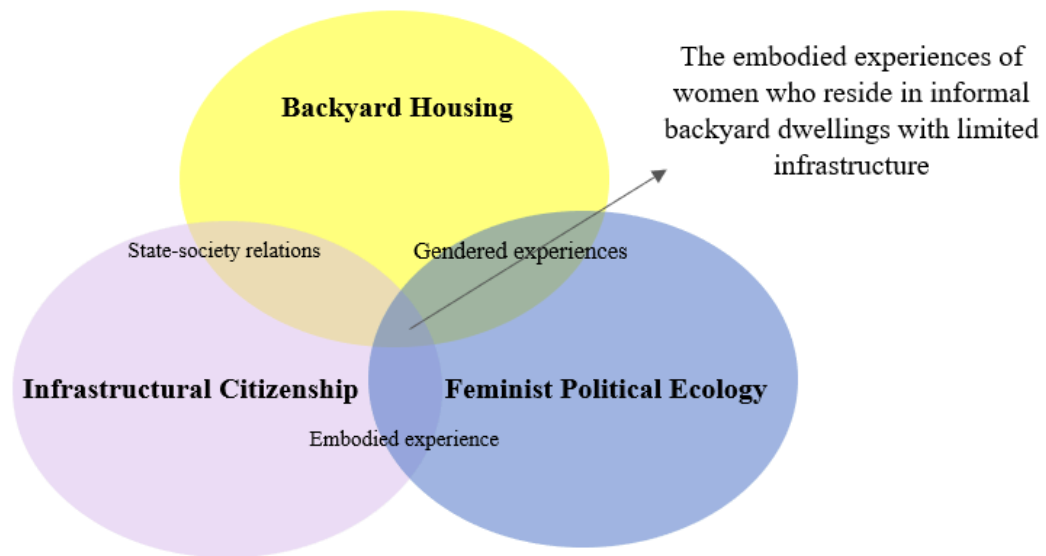 The embodied experiences of
women who reside in informal
backyard dwellings with limited
infrastructure
Backyard Housing
State-society relations
Gendered experiences
Infrastructural Citizenship
Feminist Political Ecology
Embodied experience